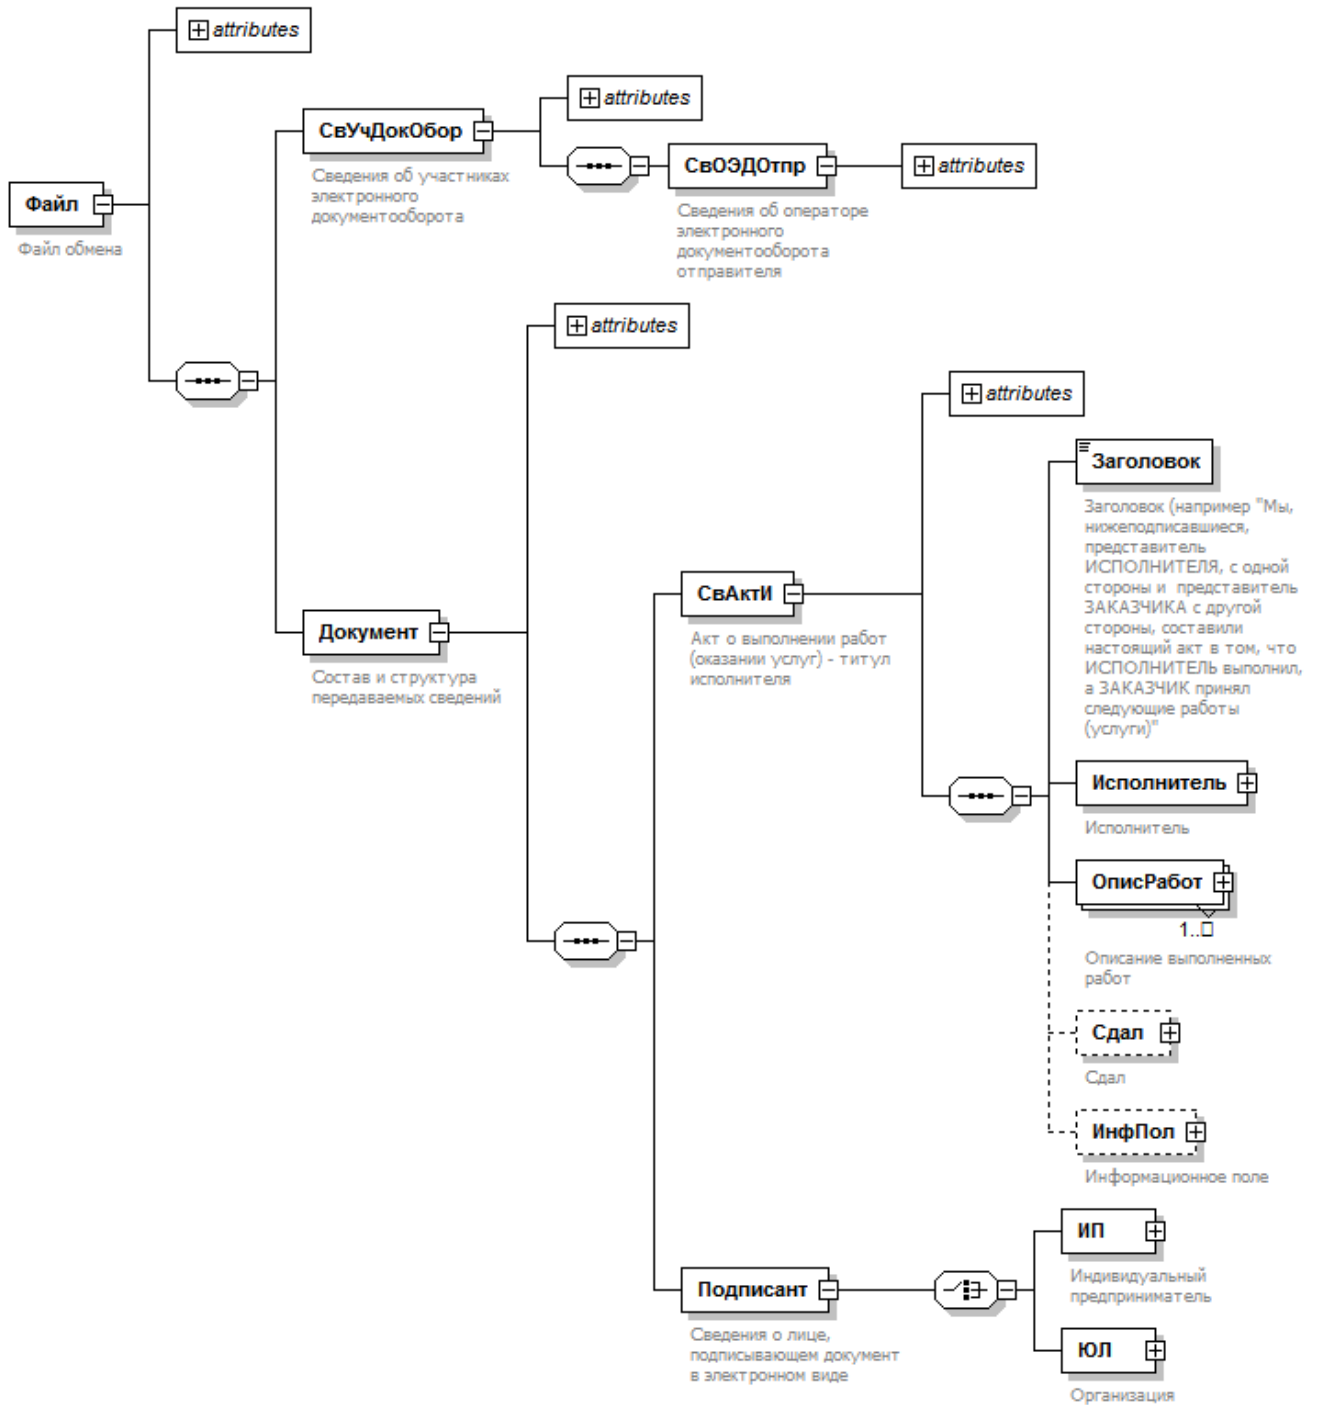 attributes
attributes
СвУчДокОбор
Сведения об участниках
электронного
документооборота
СвОЭДОтпр
attributes
Сведения об операторе
электронного
документооборота
отправителя
Файл
Файл обмена
attributes
attributes
Заголовок
Заголовок (например "Мы,
нижеподписавшиеся,
представитель
ИСПОЛНИТЕЛЯ, с одной
стороны и представитель
ЗАКАЗЧИКА с другой
стороны, составили
настоящий акт в том, что
ИСПОЛНИТЕЛЬ выполнил,
а ЗАКАЗЧИК принял
следующие работы
(услуги)"
СвАктИ
Акт о выполнении работ
(оказании услуг) - титул
исполнителя
Документ
Состав и структура
передаваемых сведений
Исполнитель
Исполнитель
ОписРабот
1..□
Описание выполненных
работ
Сдал
Сдал
ИнфПол
Информационное поле
ИП
Индивидуальный
предприниматель
Подписант
Сведения о лице,
подписывающем документ
в электронном виде
ЮЛ
Организация